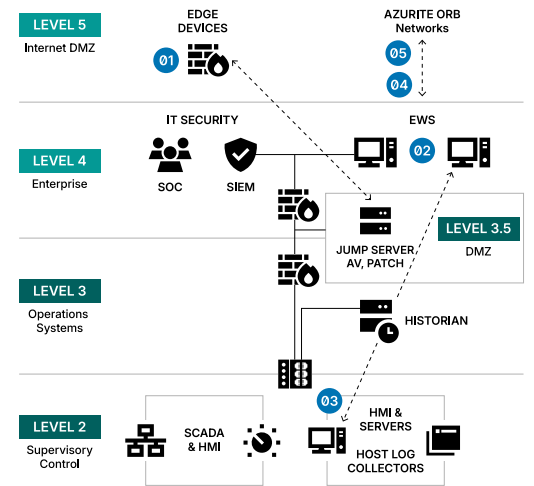 LEVEL 5
Internet DMZ
EDGE
DEVICES
01
AZURITE ORB
Networks
05
04
LEVEL 4
Enterprise
IT SECURITY
SOC
SIEM
EWS
02
JUMP SERVER,
AV, PATCH
LEVEL 3.5
DMZ
LEVEL 3
Operations
Systems
HISTORIAN
LEVEL 2
Supervisory
Control
SCADA
& HMI
03
HMI &
SERVERS
HOST LOG
COLLECTORS